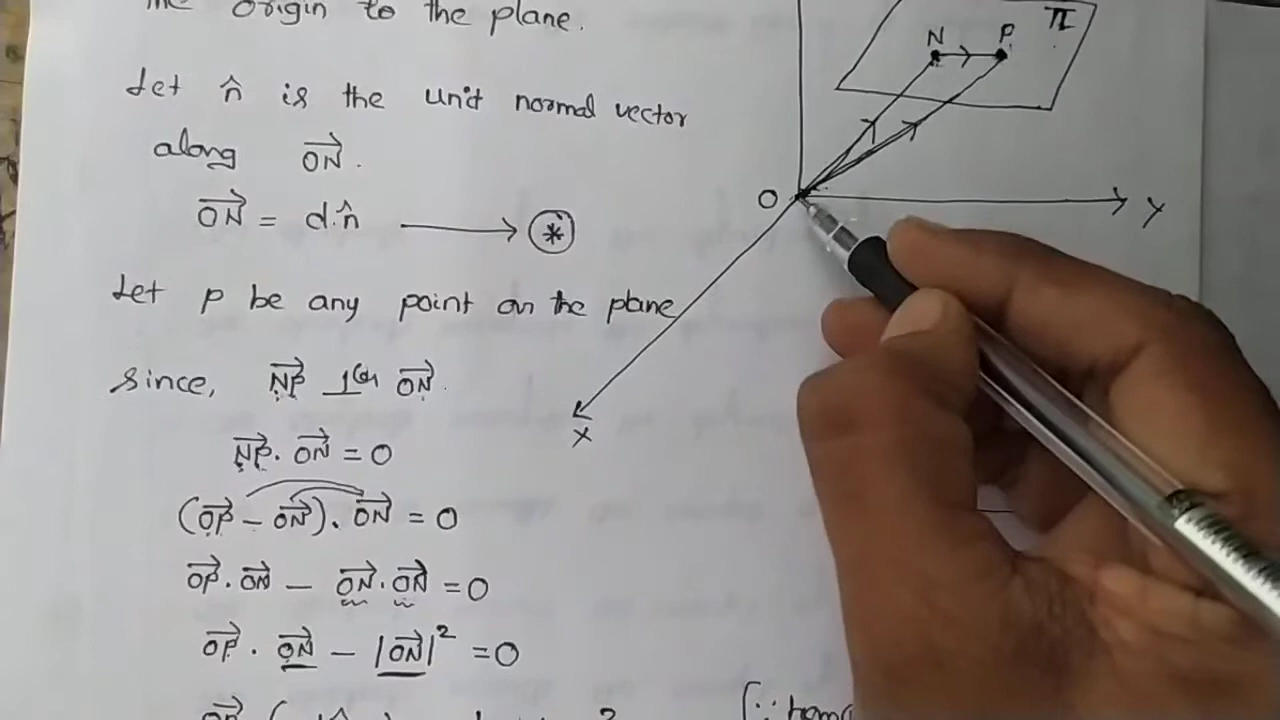 the origin to the plane.
Let n̂ is the unit normal vector
along ON⃗.
ON⃗ = d.n̂ ⟶ (*)
Let p be any point on the plane
since, NP⃗ ⊥lar ON⃗.
NP⃗ . ON⃗ = 0
(OP⃗ − ON⃗) . ON⃗ = 0
OP⃗ . ON⃗ − ON⃗ . ON⃗ = 0
OP⃗ . ON⃗ − |ON⃗|² = 0
N P π
O
Y
X